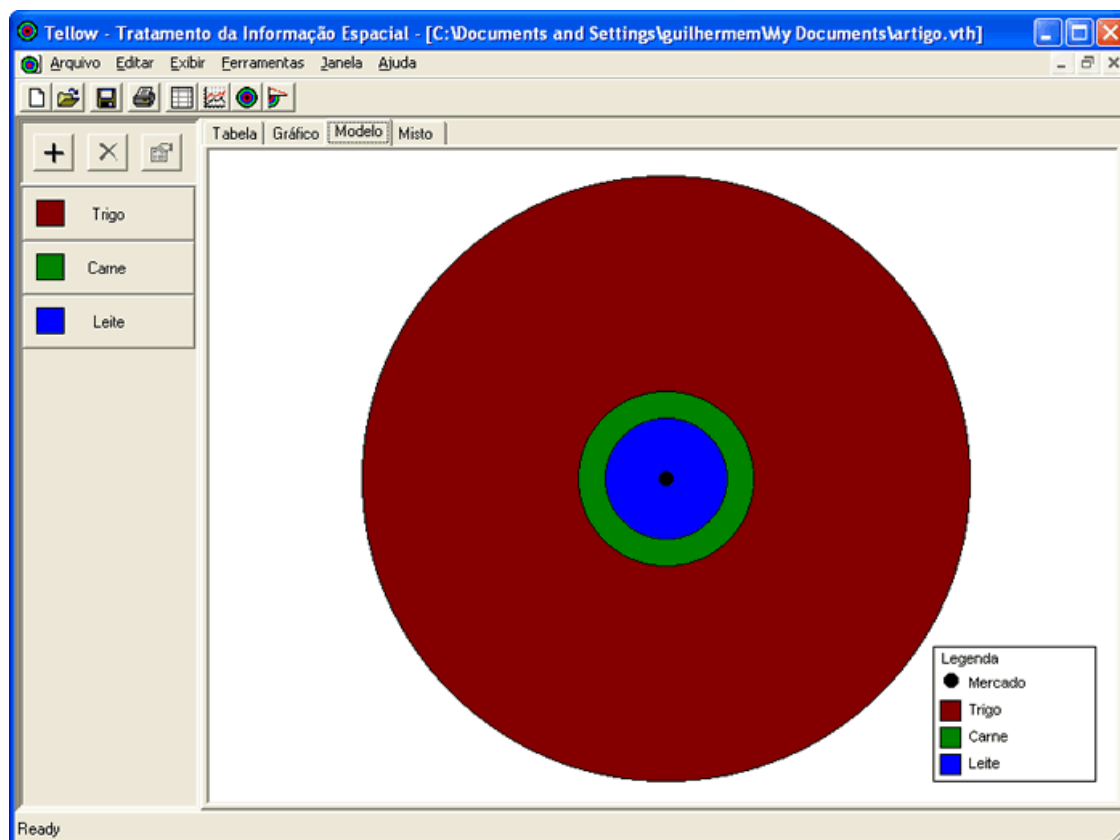 Tellow - Tratamento da Informação Espacial - [C:\Documents and Settings\guilhermem\My Documents\artigo.vth]
Arquivo Editar Exibir Ferramentas Janela Ajuda
Tabela Gráfico Modelo Misto
Trigo
Carne
Leite
Legenda
Mercado
Trigo
Carne
Leite
Ready